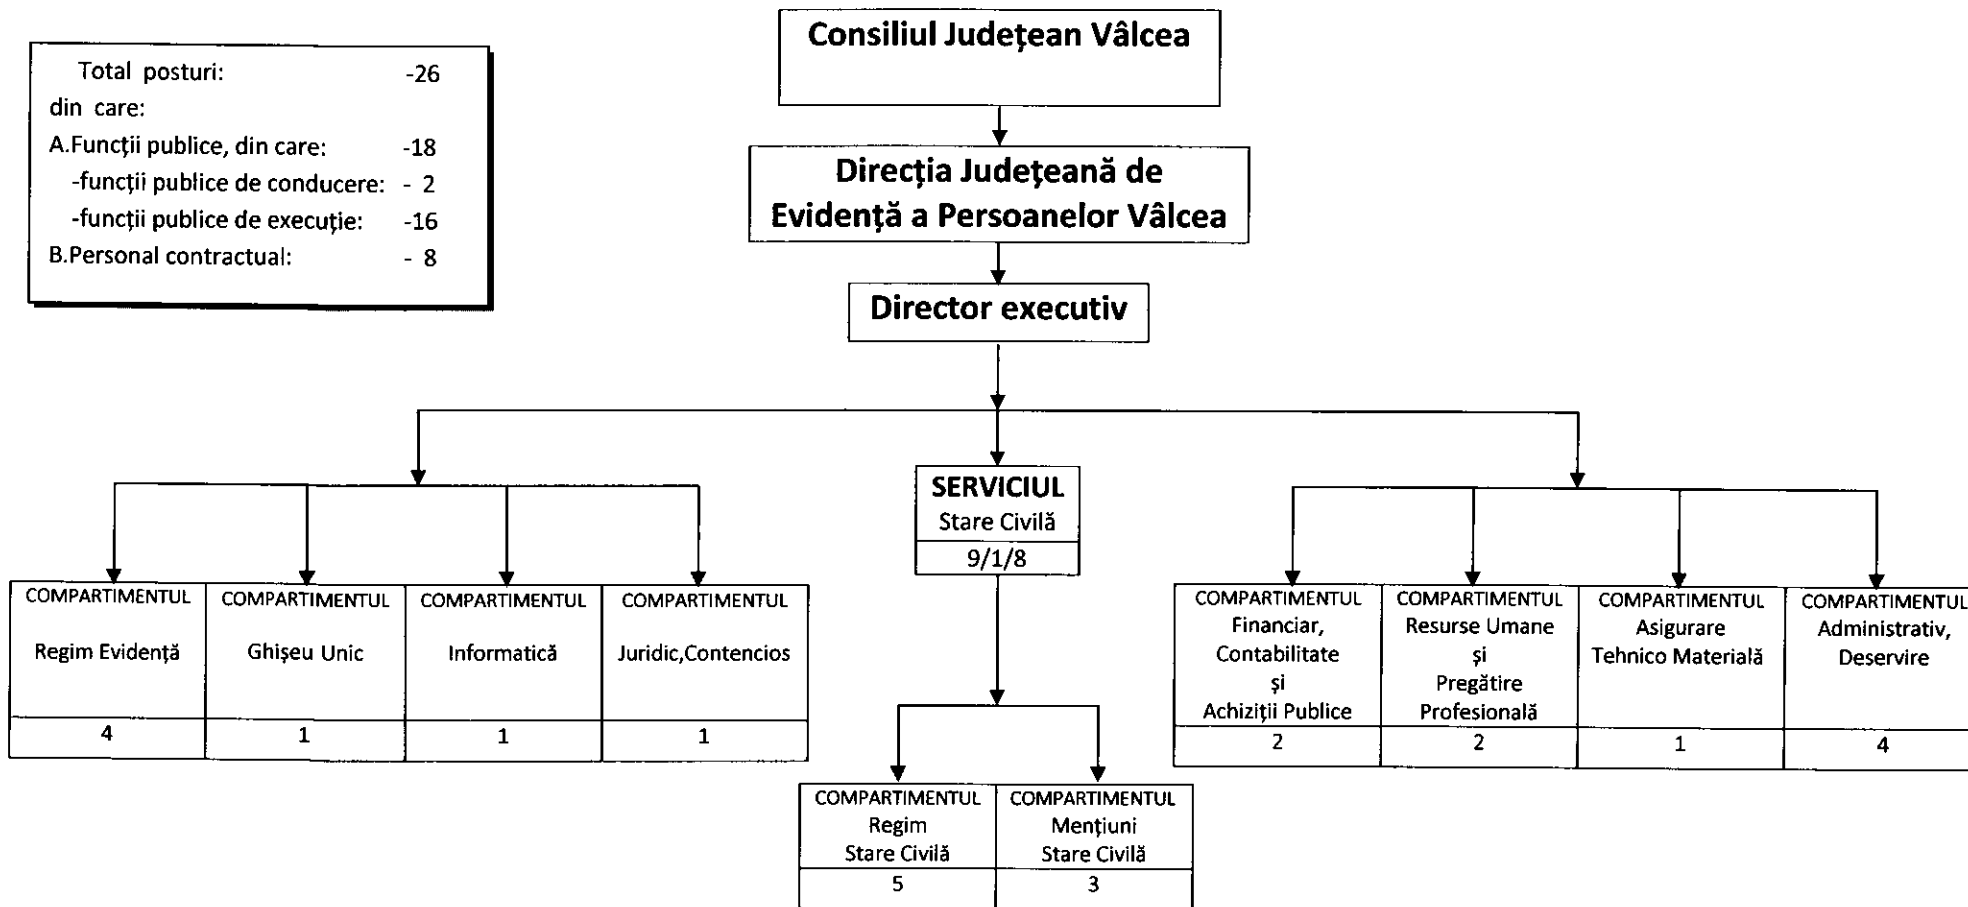 Consiliul Județean Vâlcea
Total posturi: -26
din care:
A.Funcții publice, din care: -18
-funcții publice de conducere: - 2
-funcții publice de execuție: -16
B.Personal contractual: - 8
Direcția Județeană de
Evidență a Persoanelor Vâlcea
Director executiv
SERVICIUL
Stare Civilă
9/1/8
COMPARTIMENTUL
Regim Evidență
4
COMPARTIMENTUL
Ghișeu Unic
1
COMPARTIMENTUL
Informatică
1
COMPARTIMENTUL
Juridic,Contencios
1
COMPARTIMENTUL
Financiar,
Contabilitate
și
Achiziții Publice
2
COMPARTIMENTUL
Resurse Umane
și
Pregătire
Profesională
2
COMPARTIMENTUL
Asigurare
Tehnico Materială
1
COMPARTIMENTUL
Administrativ,
Deservire
4
COMPARTIMENTUL
Regim
Stare Civilă
5
COMPARTIMENTUL
Mențiuni
Stare Civilă
3